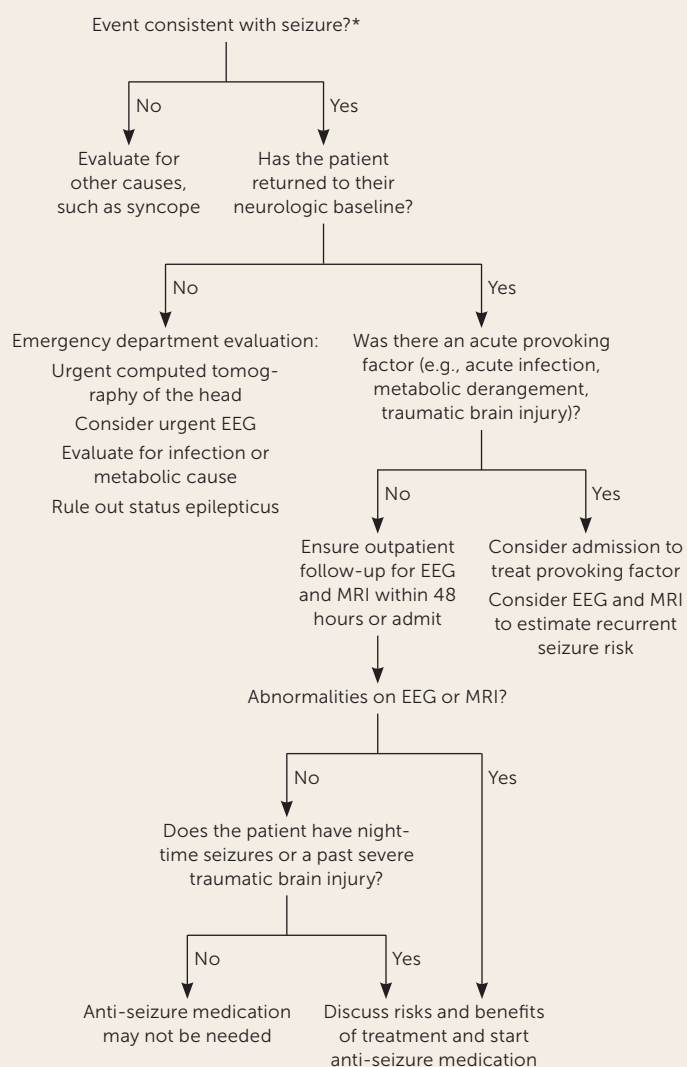 Event consistent with seizure?*
No
Yes
Evaluate for
other causes,
such as syncope
Has the patient
returned to their
neurologic baseline?
No
Yes
Emergency department evaluation:
Urgent computed tomog-
raphy of the head
Consider urgent EEG
Evaluate for infection or
metabolic cause
Rule out status epilepticus
Was there an acute provoking
factor (e.g., acute infection,
metabolic derangement,
traumatic brain injury)?
No
Yes
Ensure outpatient
follow-up for EEG
and MRI within 48
hours or admit
Consider admission to
treat provoking factor
Consider EEG and MRI
to estimate recurrent
seizure risk
Abnormalities on EEG or MRI?
No
Yes
Does the patient have night-
time seizures or a past severe
traumatic brain injury?
No
Yes
Anti-seizure medication
may not be needed
Discuss risks and benefits
of treatment and start
anti-seizure medication